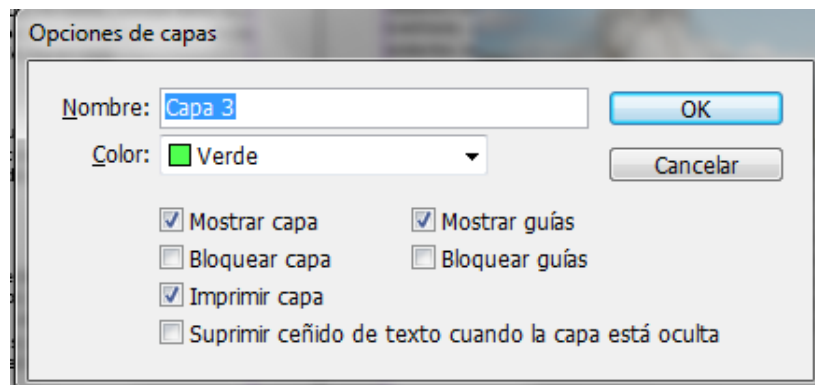 Opciones de capas
Nombre: Capa 3 OK
Color: Verde Cancelar
Mostrar capa Mostrar guías
Bloquear capa Bloquear guías
Imprimir capa
Suprimir ceñido de texto cuando la capa está oculta